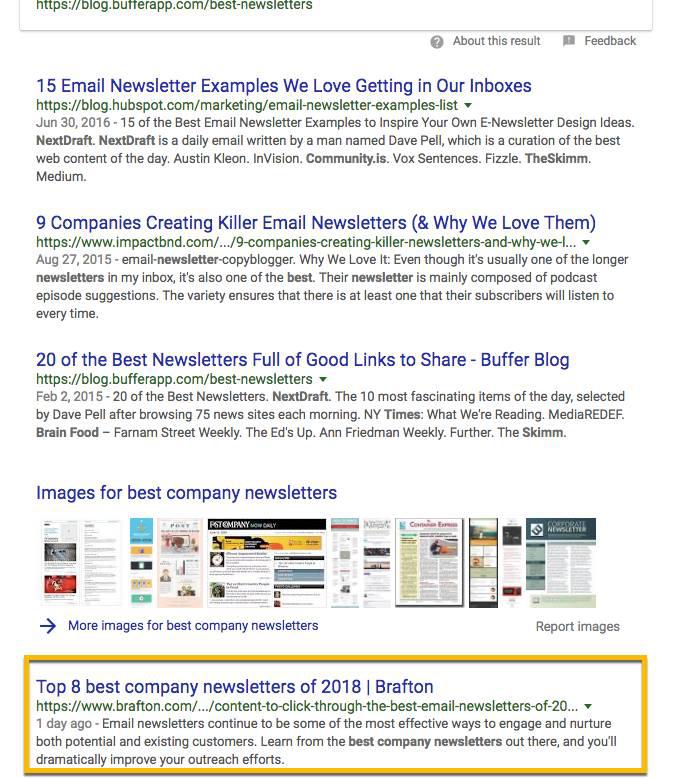 https://blog.bufferapp.com/best-newsletters
About this result Feedback
15 Email Newsletter Examples We Love Getting in Our Inboxes
https://blog.hubspot.com/marketing/email-newsletter-examples-list
Jun 30, 2016 - 15 of the Best Email Newsletter Examples to Inspire Your Own E-Newsletter Design Ideas.
NextDraft. NextDraft is a daily email written by a man named Dave Pell, which is a curation of the best
web content of the day. Austin Kleon. InVision. Community.is. Vox Sentences. Fizzle. TheSkimm.
Medium.
9 Companies Creating Killer Email Newsletters (& Why We Love Them)
https://www.impactbnd.com/.../9-companies-creating-killer-newsletters-and-why-we-l...
Aug 27, 2015 - email-newsletter-copyblogger. Why We Love It: Even though it's usually one of the longer
newsletters in my inbox, it's also one of the best. Their newsletter is mainly composed of podcast
episode suggestions. The variety ensures that there is at least one that their subscribers will listen to
every time.
20 of the Best Newsletters Full of Good Links to Share - Buffer Blog
https://blog.bufferapp.com/best-newsletters
Feb 2, 2015 - 20 of the Best Newsletters. NextDraft. The 10 most fascinating items of the day, selected
by Dave Pell after browsing 75 news sites each morning. NY Times: What We're Reading. MediaREDEF.
Brain Food – Farnam Street Weekly. The Ed's Up. Ann Friedman Weekly. Further. The Skimm.
Images for best company newsletters
POST
FAST COMPANY NOW DAILY
CONTAINER EXPRESS
CORPORATE
NEWSLETTER
More images for best company newsletters Report images
Top 8 best company newsletters of 2018 | Brafton
https://www.brafton.com/.../content-to-click-through-the-best-email-newsletters-of-20...
1 day ago - Email newsletters continue to be some of the most effective ways to engage and nurture
both potential and existing customers. Learn from the best company newsletters out there, and you'll
dramatically improve your outreach efforts.